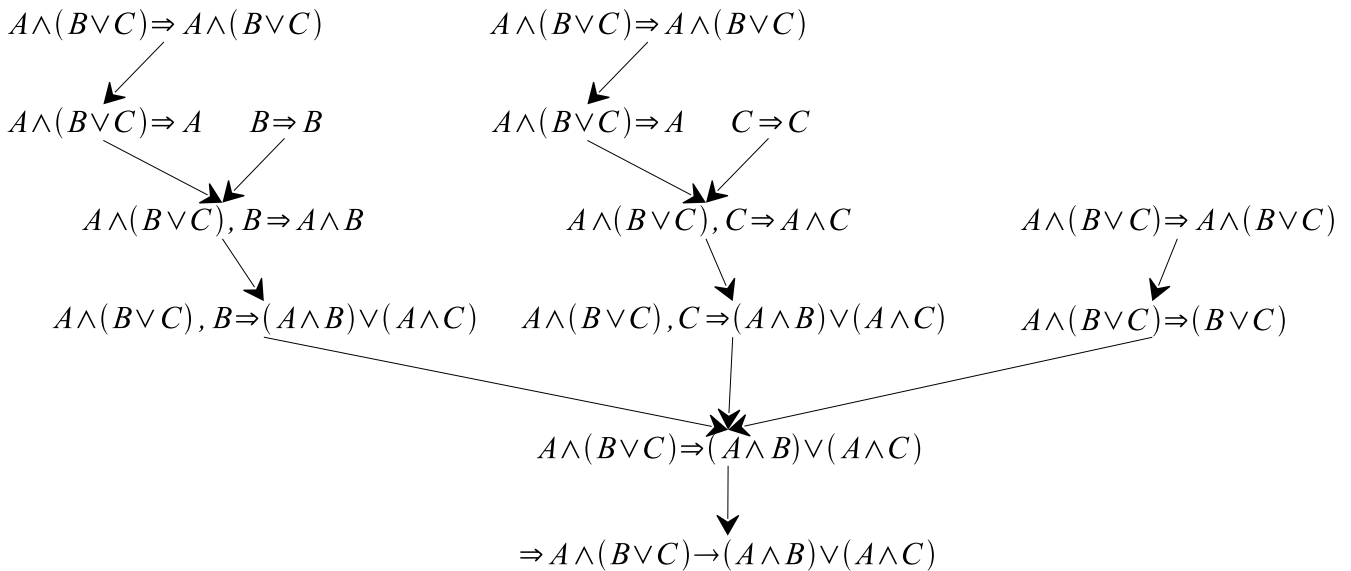 A∧(B∨C)⇒A∧(B∨C) A∧(B∨C)⇒A∧(B∨C)
A∧(B∨C)⇒A B⇒B A∧(B∨C)⇒A C⇒C
A∧(B∨C),B⇒A∧B A∧(B∨C),C⇒A∧C A∧(B∨C)⇒A∧(B∨C)
A∧(B∨C),B⇒(A∧B)∨(A∧C) A∧(B∨C),C⇒(A∧B)∨(A∧C) A∧(B∨C)⇒(B∨C)
A∧(B∨C)⇒(A∧B)∨(A∧C)
⇒A∧(B∨C)→(A∧B)∨(A∧C)